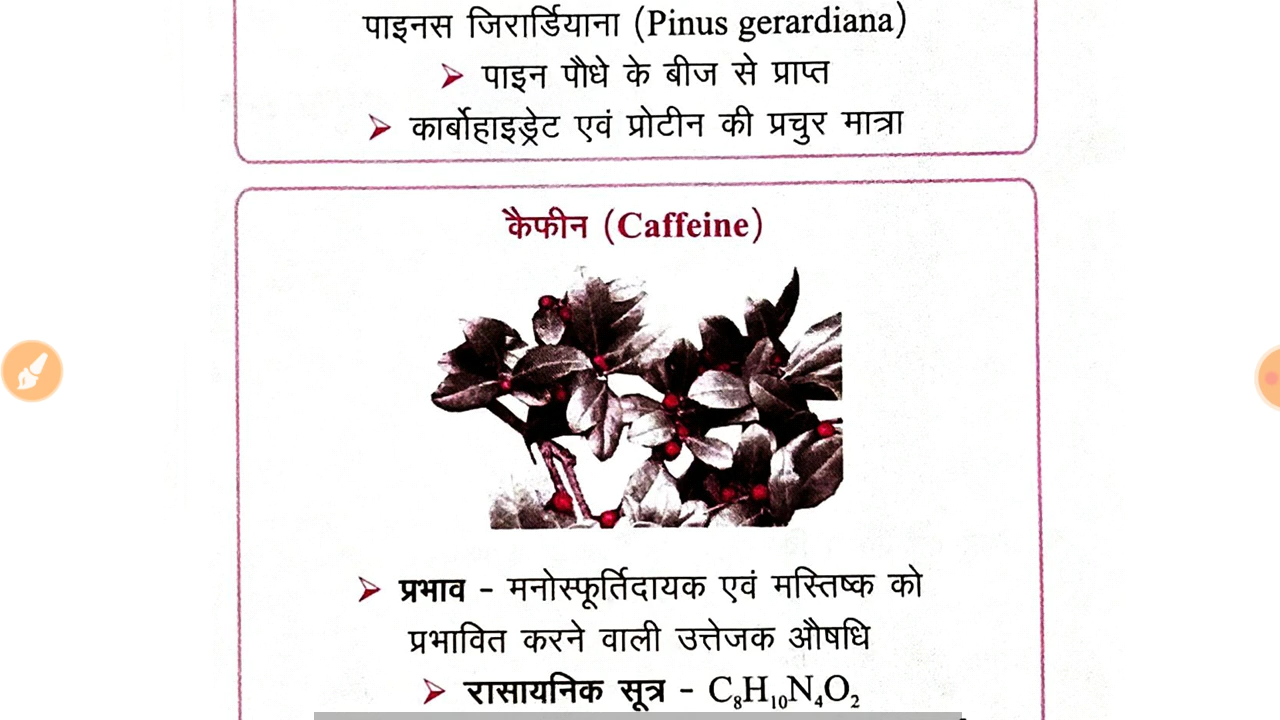 पाइनस जिरार्डियाना (Pinus gerardiana)
➢ पाइन पौधे के बीज से प्राप्त
➢ कार्बोहाइड्रेट एवं प्रोटीन की प्रचुर मात्रा
कैफीन (Caffeine)
➢ प्रभाव - मनोस्फूर्तिदायक एवं मस्तिष्क को
प्रभावित करने वाली उत्तेजक औषधि
➢ रासायनिक सूत्र - C₈H₁₀N₄O₂